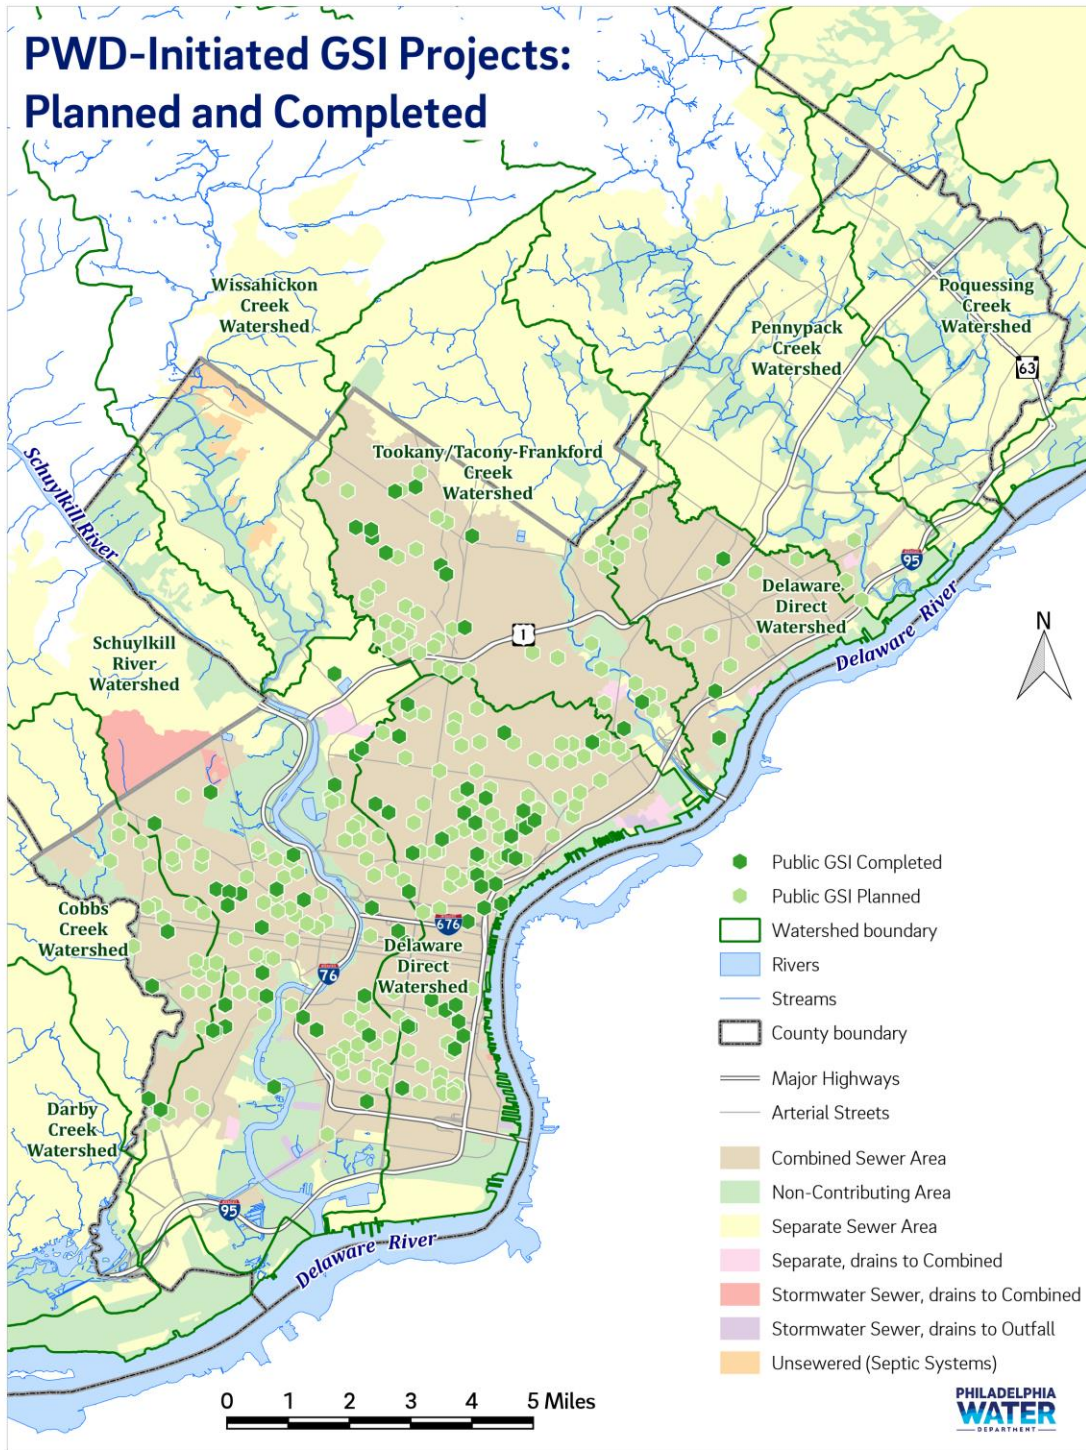 PWD-Initiated GSI Projects:
Planned and Completed
Wissahickon
Creek
Watershed
Poquessing
Creek
Watershed
Pennypack
Creek
Watershed
63
Tookany/Tacony-Frankford
Creek
Watershed
Schuylkill River
95
Delaware
Direct
Watershed
Delaware River
1
N
Schuylkill
River
Watershed
Cobbs
Creek
Watershed
676
Delaware
Direct
Watershed
76
Darby
Creek
Watershed
95
Delaware River
Public GSI Completed
Public GSI Planned
Watershed boundary
Rivers
Streams
County boundary
Major Highways
Arterial Streets
Combined Sewer Area
Non-Contributing Area
Separate Sewer Area
Separate, drains to Combined
Stormwater Sewer, drains to Combined
Stormwater Sewer, drains to Outfall
Unsewered (Septic Systems)
0 1 2 3 4 5 Miles
PHILADELPHIA
WATER
DEPARTMENT